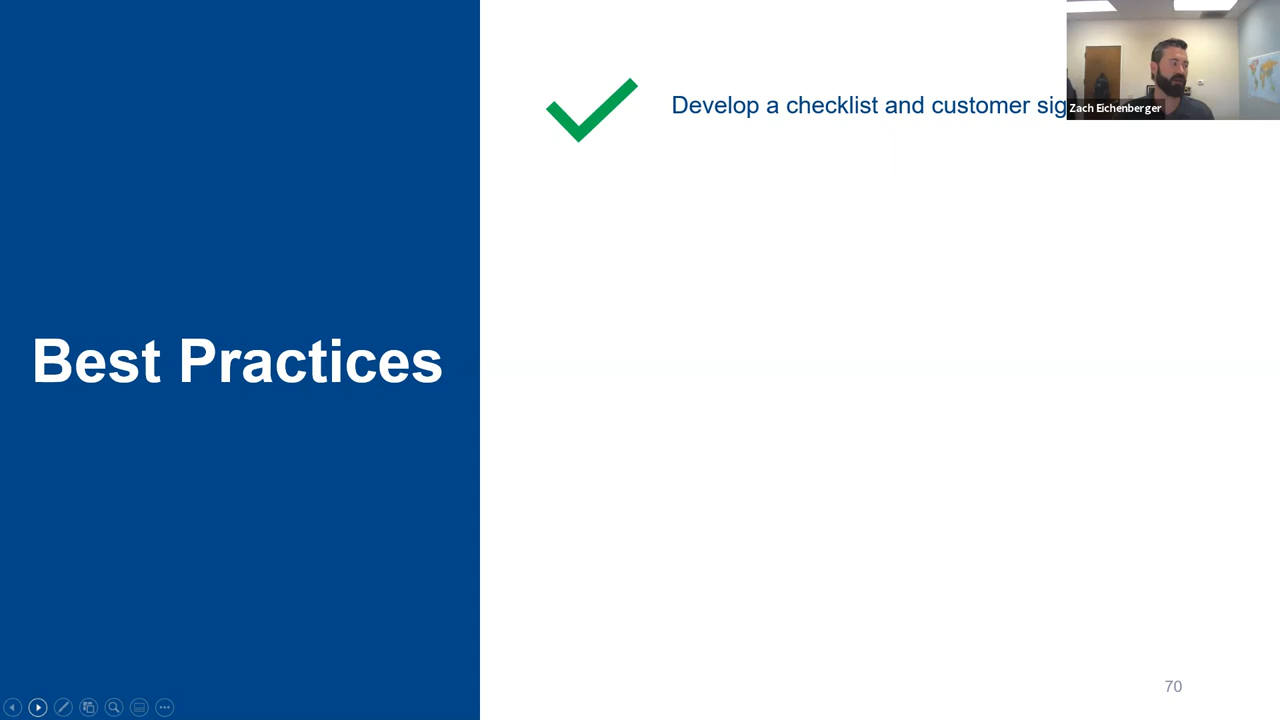 Develop a checklist and customer sig
Zach Eichenberger
Best Practices
70